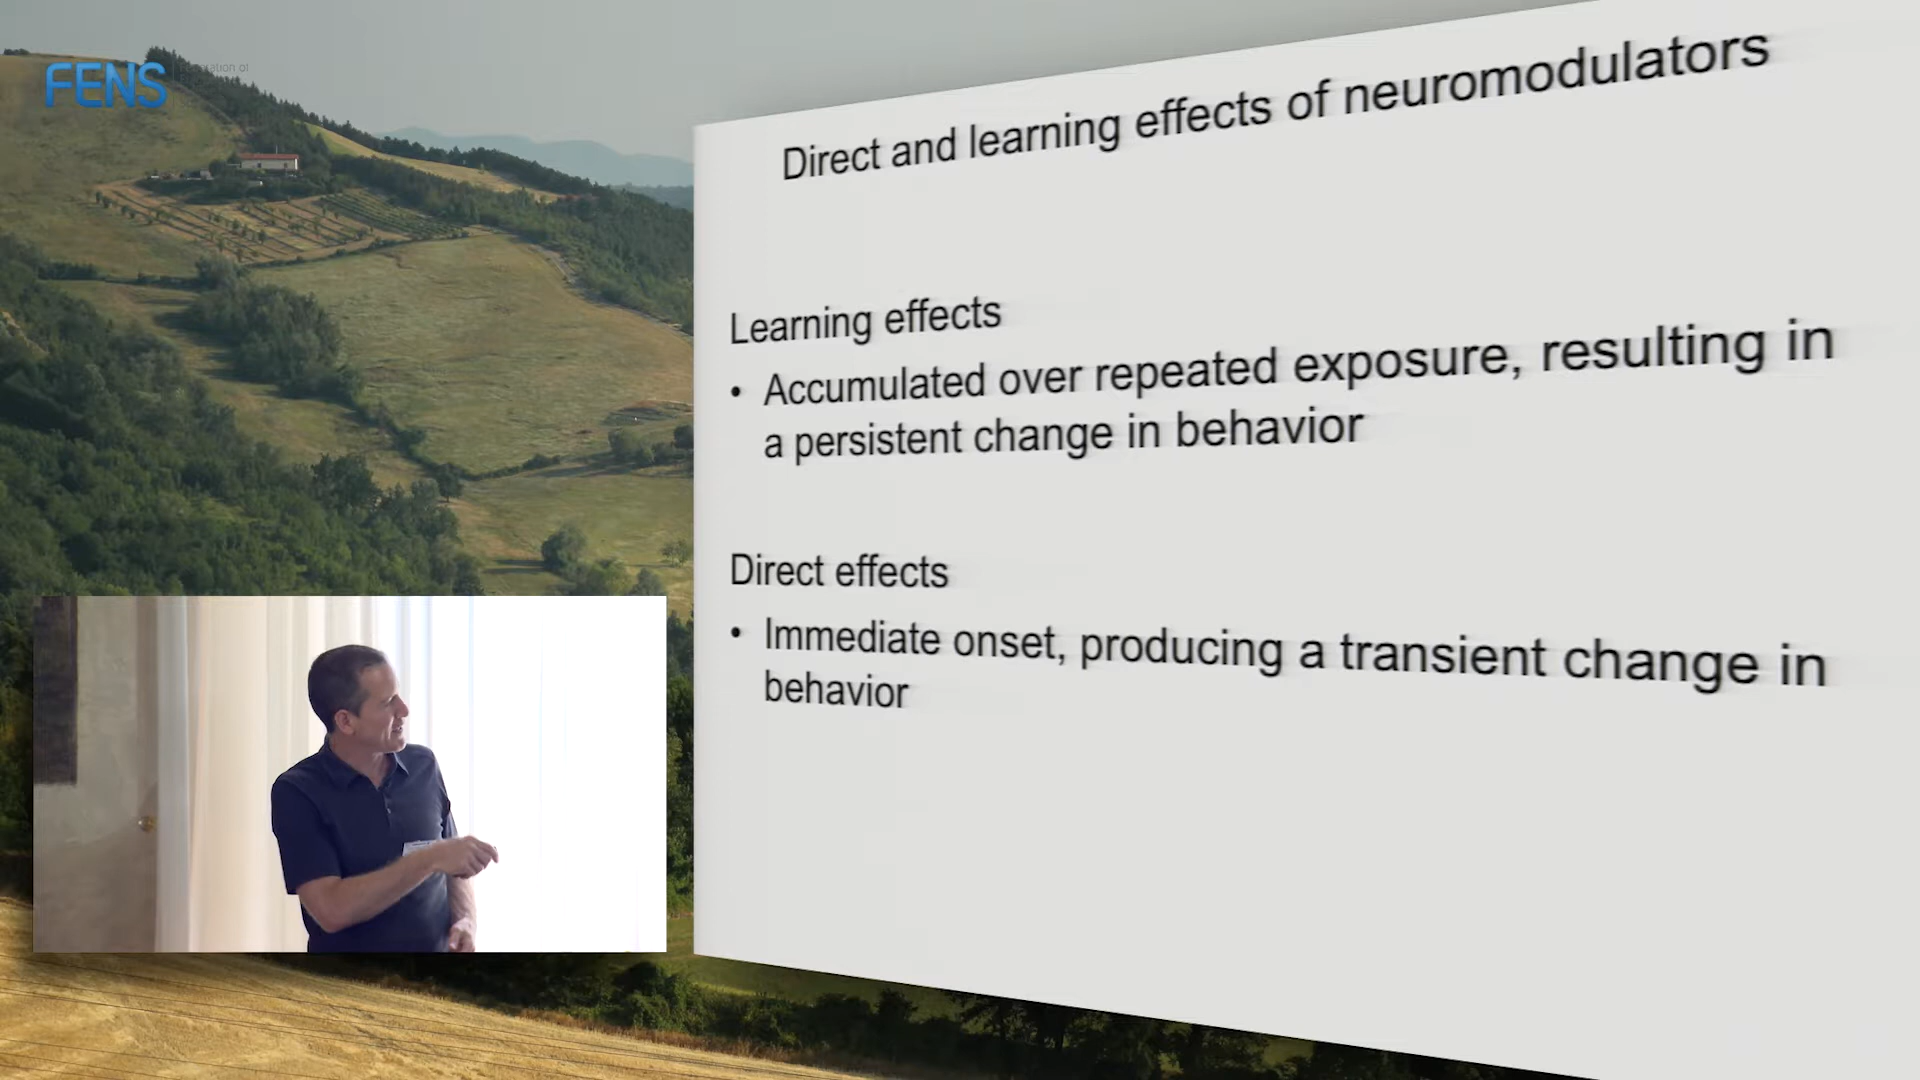 FENS
Direct and learning effects of neuromodulators
Learning effects
• Accumulated over repeated exposure, resulting in
a persistent change in behavior
Direct effects
• Immediate onset, producing a transient change in
behavior